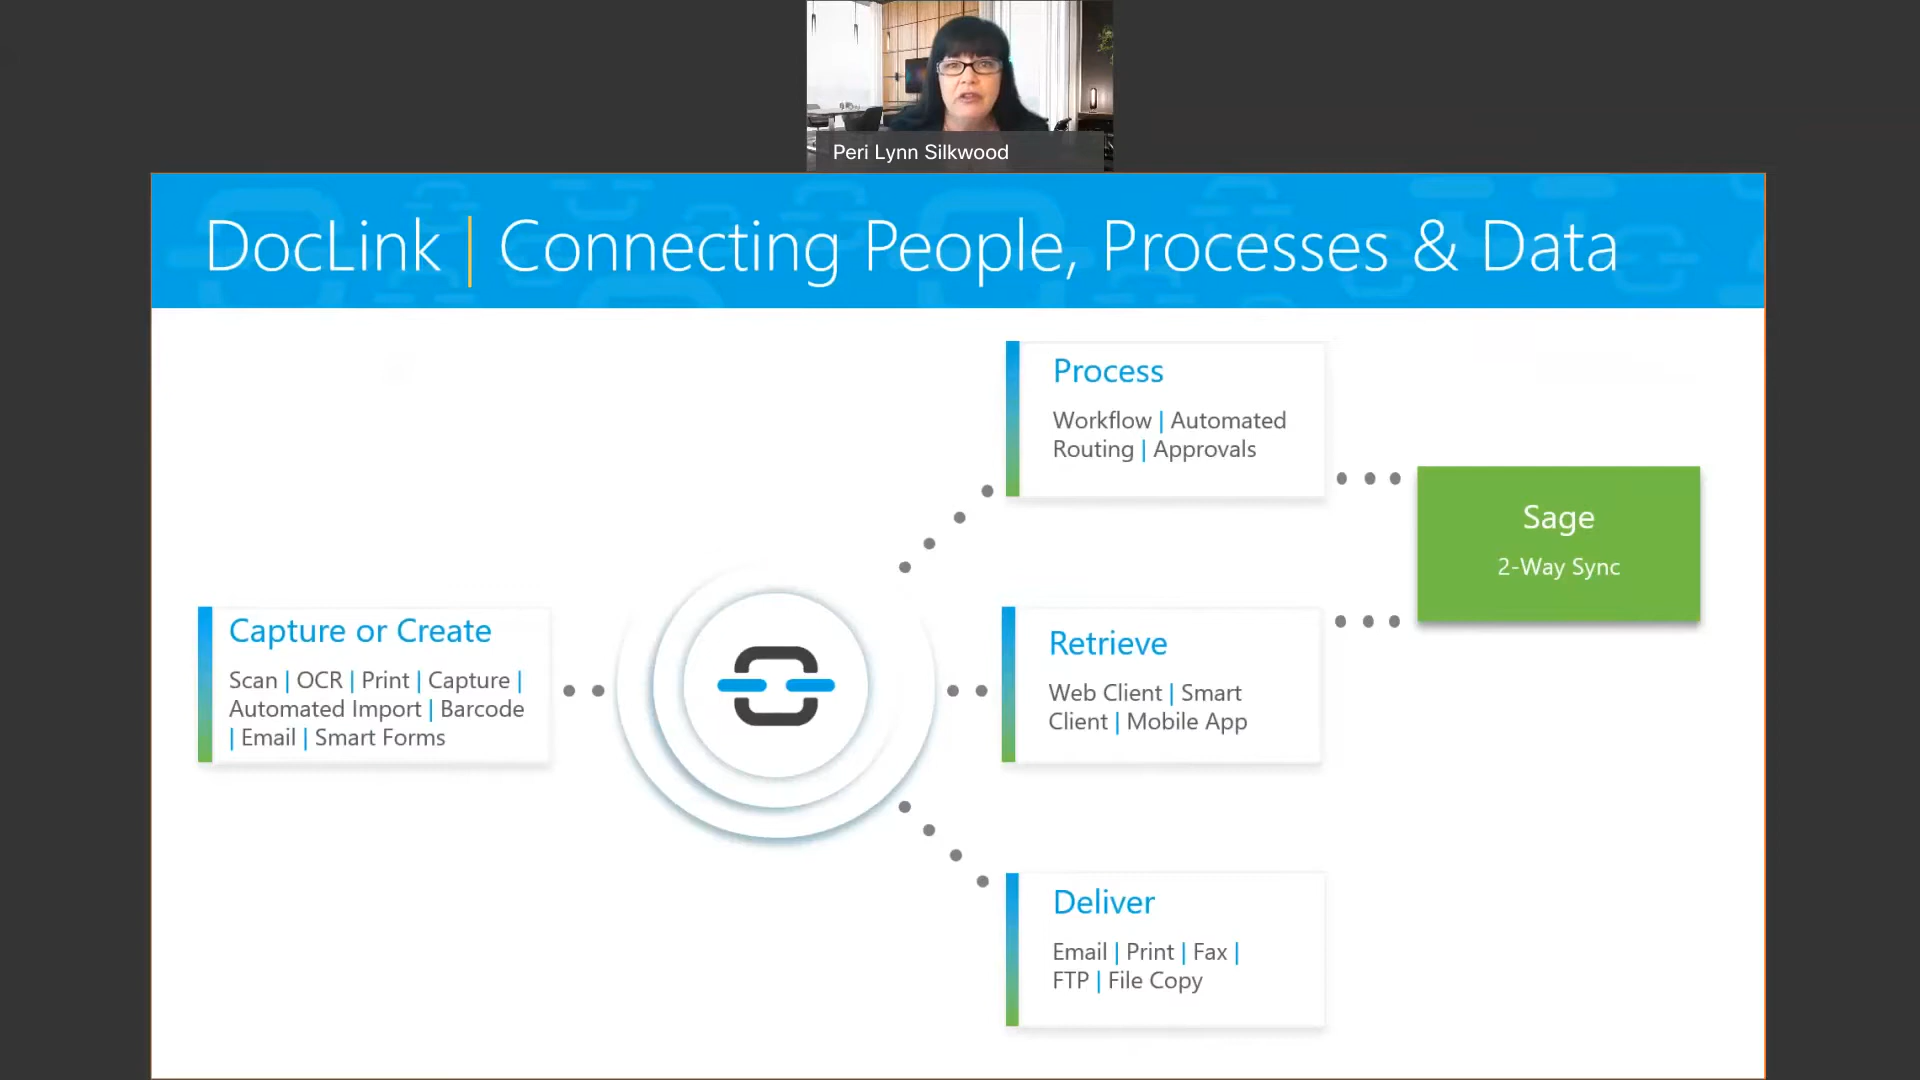 Peri Lynn Silkwood
DocLink | Connecting People, Processes & Data
Process
Workflow | Automated
Routing | Approvals
Sage
2-Way Sync
Capture or Create
Scan | OCR | Print | Capture |
Automated Import | Barcode
| Email | Smart Forms
Retrieve
Web Client | Smart
Client | Mobile App
Deliver
Email | Print | Fax |
FTP | File Copy